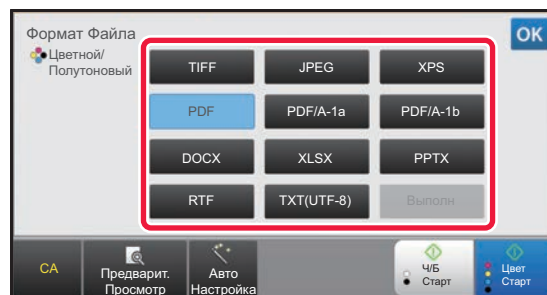 Формат Файла
OK
Цветной/
Полутоновый
TIFF
JPEG
XPS
PDF
PDF/A-1a
PDF/A-1b
DOCX
XLSX
PPTX
RTF
TXT(UTF-8)
Выполн
CA
Предварит.
Просмотр
Авто
Настройка
Ч/Б
Старт
Цвет
Старт